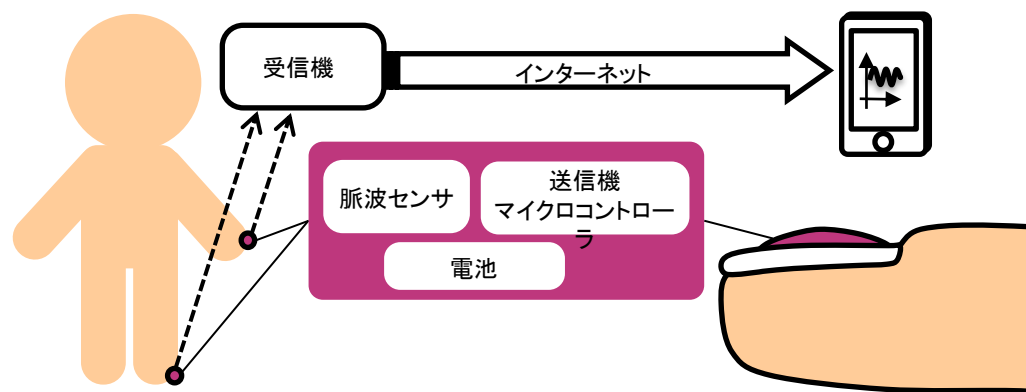 受信機
インターネット
脈波センサ
送信機
マイクロコントロー
ラ
電池